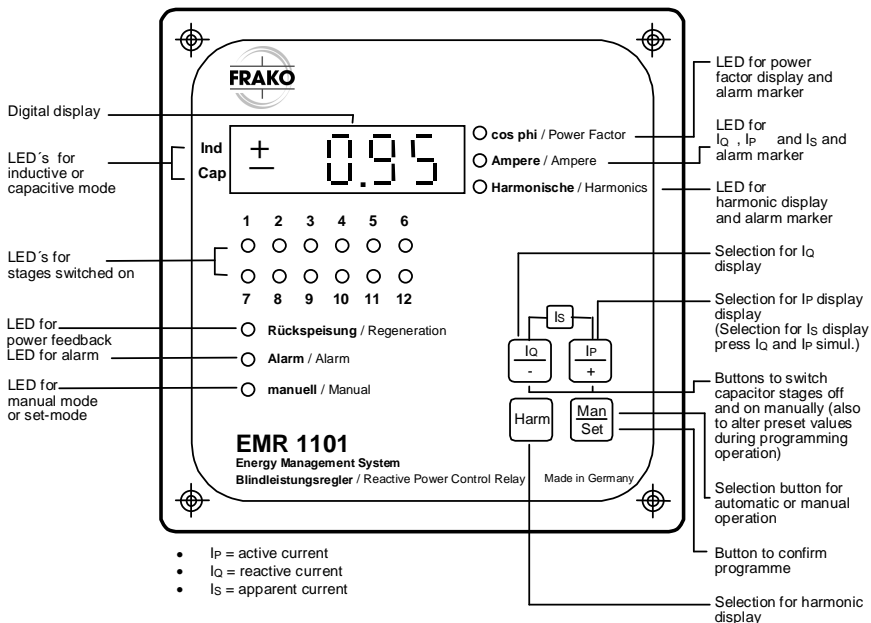 FRAKO
Digital display
LED´s for
inductive or
capacitive mode
Ind
Cap
+
−
0.95
cos phi / Power Factor
Ampere / Ampere
Harmonische / Harmonics
LED for power
factor display and
alarm marker
LED for
IQ , IP and IS and
alarm marker
LED for
harmonic display
and alarm marker
1 2 3 4 5 6
LED´s for
stages switched on
7 8 9 10 11 12
LED for
power feedback
Rückspeisung / Regeneration
LED for alarm
Alarm / Alarm
LED for
manual mode
or set-mode
manuell / Manual
Selection for IQ
display
Is
IQ
-
IP
+
Selection for IP display
display
(Selection for Is display
press IQ and IP simul.)
Harm
Man
Set
Buttons to switch
capacitor stages off
and on manually (also
to alter preset values
during programming
operation)
Selection button for
automatic or manual
operation
Button to confirm
programme
Selection for harmonic
display
EMR 1101
Energy Management System
Blindleistungsregler / Reactive Power Control Relay Made in Germany
• IP = active current
• IQ = reactive current
• IS = apparent current